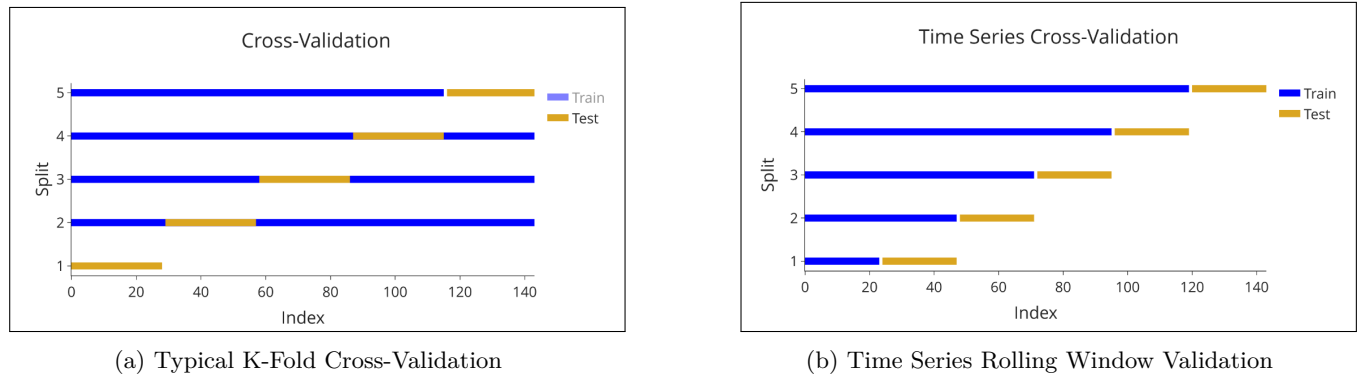 Cross-Validation
5
4
3
2
1
Split
0 20 40 60 80 100 120 140
Index
Train
Test
(a) Typical K-Fold Cross-Validation
Time Series Cross-Validation
5
4
3
2
1
Split
0 20 40 60 80 100 120 140
Index
Train
Test
(b) Time Series Rolling Window Validation